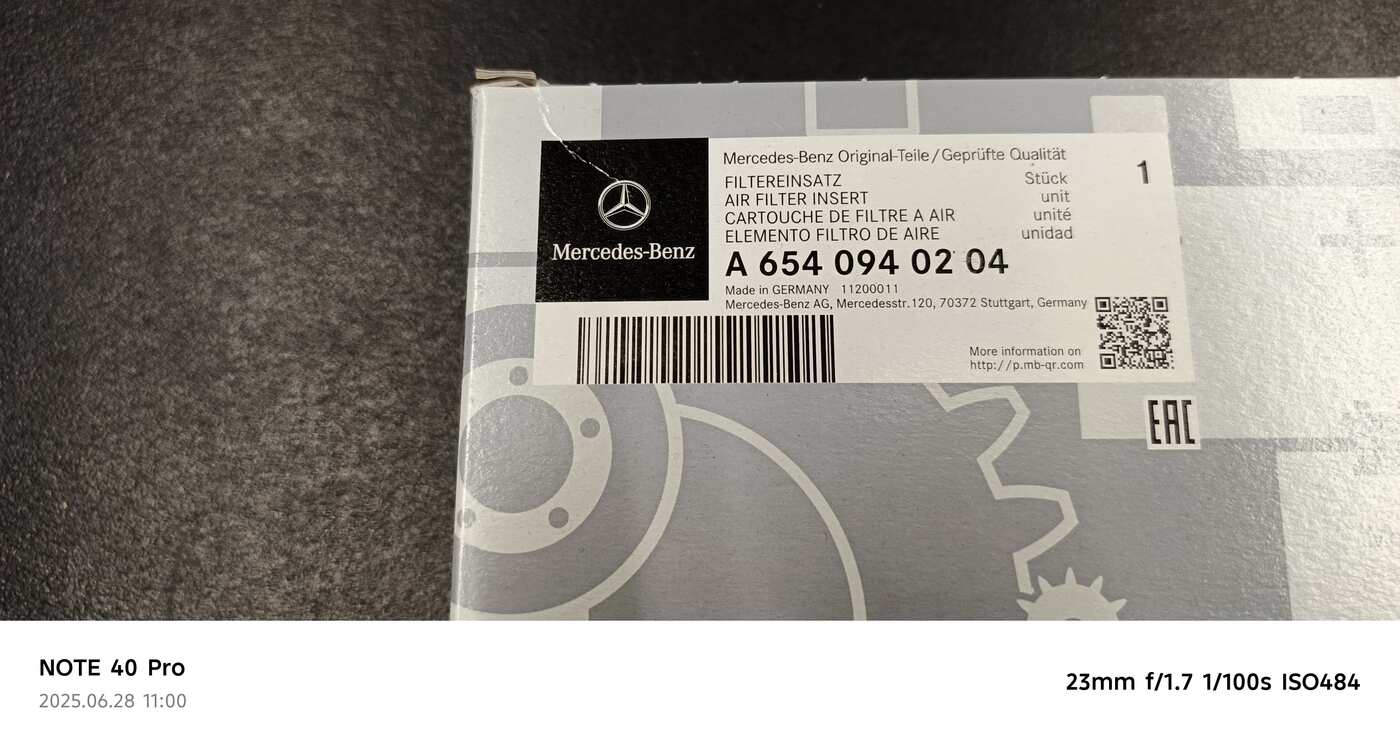 Mercedes-Benz Original-Teile / Geprüfte Qualität
1
FILTEREINSATZ Stück
AIR FILTER INSERT unit
CARTOUCHE DE FILTRE A AIR unité
ELEMENTO FILTRO DE AIRE unidad
Mercedes-Benz
A 654 094 02 04
Made in GERMANY 11200011
Mercedes-Benz AG, Mercedesstr. 120, 70372 Stuttgart, Germany
More information on
http://p.mb-qr.com
EAC
NOTE 40 Pro
2025.06.28 11:00
23mm f/1.7 1/100s ISO484